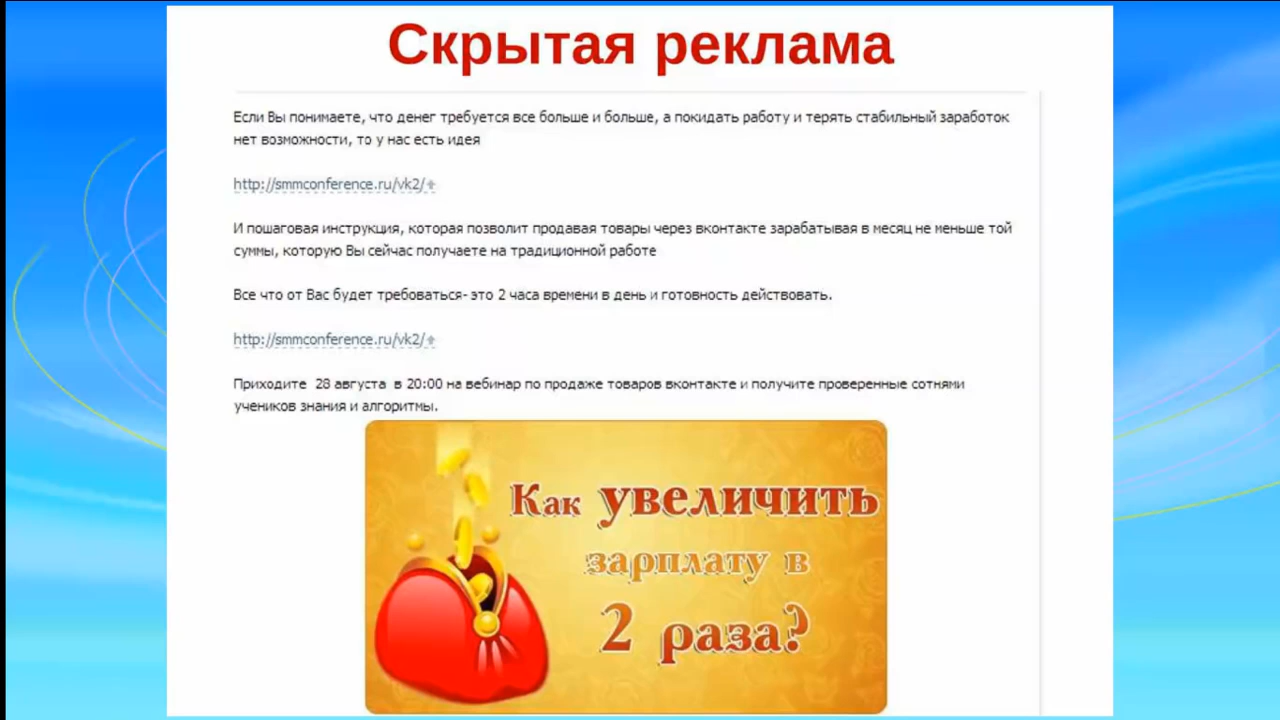 Скрытая реклама
Если Вы понимаете, что денег требуется все больше и больше, а покидать работу и терять стабильный заработок
нет возможности, то у нас есть идея
http://smmconference.ru/vk2/
И пошаговая инструкция, которая позволит продавая товары через вконтакте зарабатывая в месяц не меньше той
суммы, которую Вы сейчас получаете на традиционной работе
Все что от Вас будет требоваться- это 2 часа времени в день и готовность действовать.
http://smmconference.ru/vk2/
Приходите 28 августа в 20:00 на вебинар по продаже товаров вконтакте и получите проверенные сотнями
учеников знания и алгоритмы.
Как увеличить
зарплату в
2 раза?